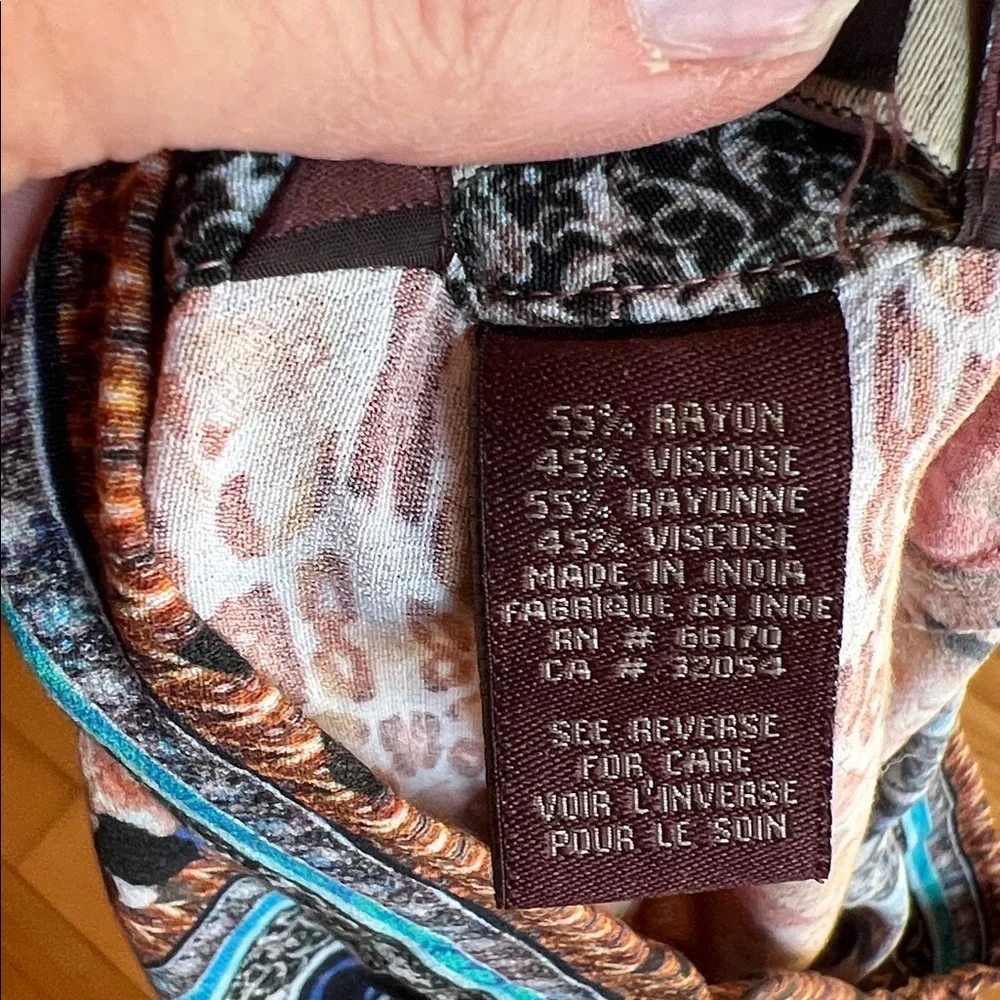 55% RAYON
45% VISCOSE
55% RAYONNE
45% VISCOSE
MADE IN INDIA
FABRIQUE EN INDE
RN # 66170
CA # 32054
SEE REVERSE
FOR CARE
VOIR L'INVERSE
POUR LE SOIN